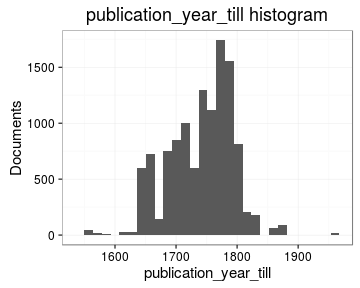 publication_year_till histogram
1500
1000
500
0
Documents
1600 1700 1800 1900
publication_year_till